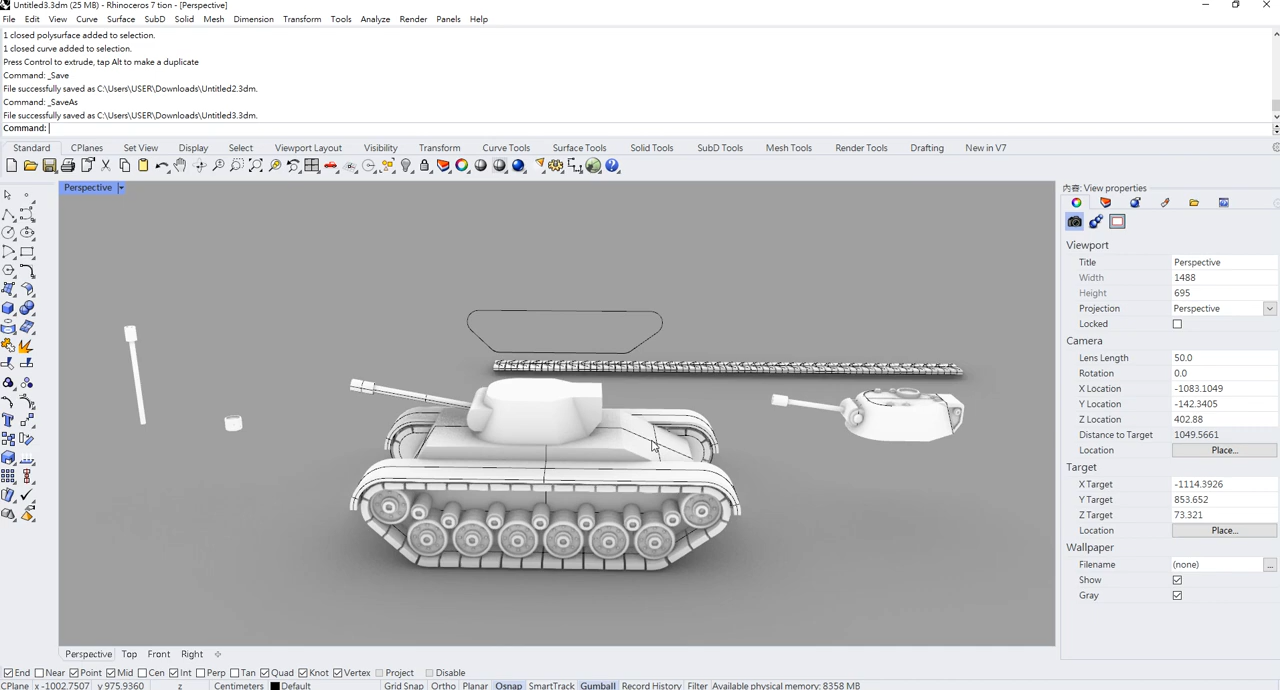 Untitled3.3dm (25 MB) - Rhinoceros 7 tion - [Perspective]
File Edit View Curve Surface SubD Solid Mesh Dimension Transform Tools Analyze Render Panels Help
1 closed polysurface added to selection.
1 closed curve added to selection.
Press Control to extrude, tap Alt to make a duplicate
Command: _Save
File successfully saved as C:\Users\USER\Downloads\Untitled2.3dm.
Command: _SaveAs
File successfully saved as C:\Users\USER\Downloads\Untitled3.3dm.
Command:
Standard CPlanes Set View Display Select Viewport Layout Visibility Transform Curve Tools Surface Tools Solid Tools SubD Tools Mesh Tools Render Tools Drafting New in V7
Perspective
内容: View properties
Viewport
Title Perspective
Width 1488
Height 695
Projection Perspective
Locked
Camera
Lens Length 50.0
Rotation 0.0
X Location -1083.1049
Y Location -142.3405
Z Location 402.88
Distance to Target 1049.5661
Location Place...
Target
X Target -1114.3926
Y Target 853.652
Z Target 73.321
Location Place...
Wallpaper
Filename (none) ...
Show
Gray
Perspective Top Front Right
End Near Point Mid Cen Int Perp Tan Quad Knot Vertex Project Disable
CPlane x -1002.7507 y 975.9360 z Centimeters Default Grid Snap Ortho Planar Osnap SmartTrack Gumball Record History Filter Available physical memory: 8358 MB